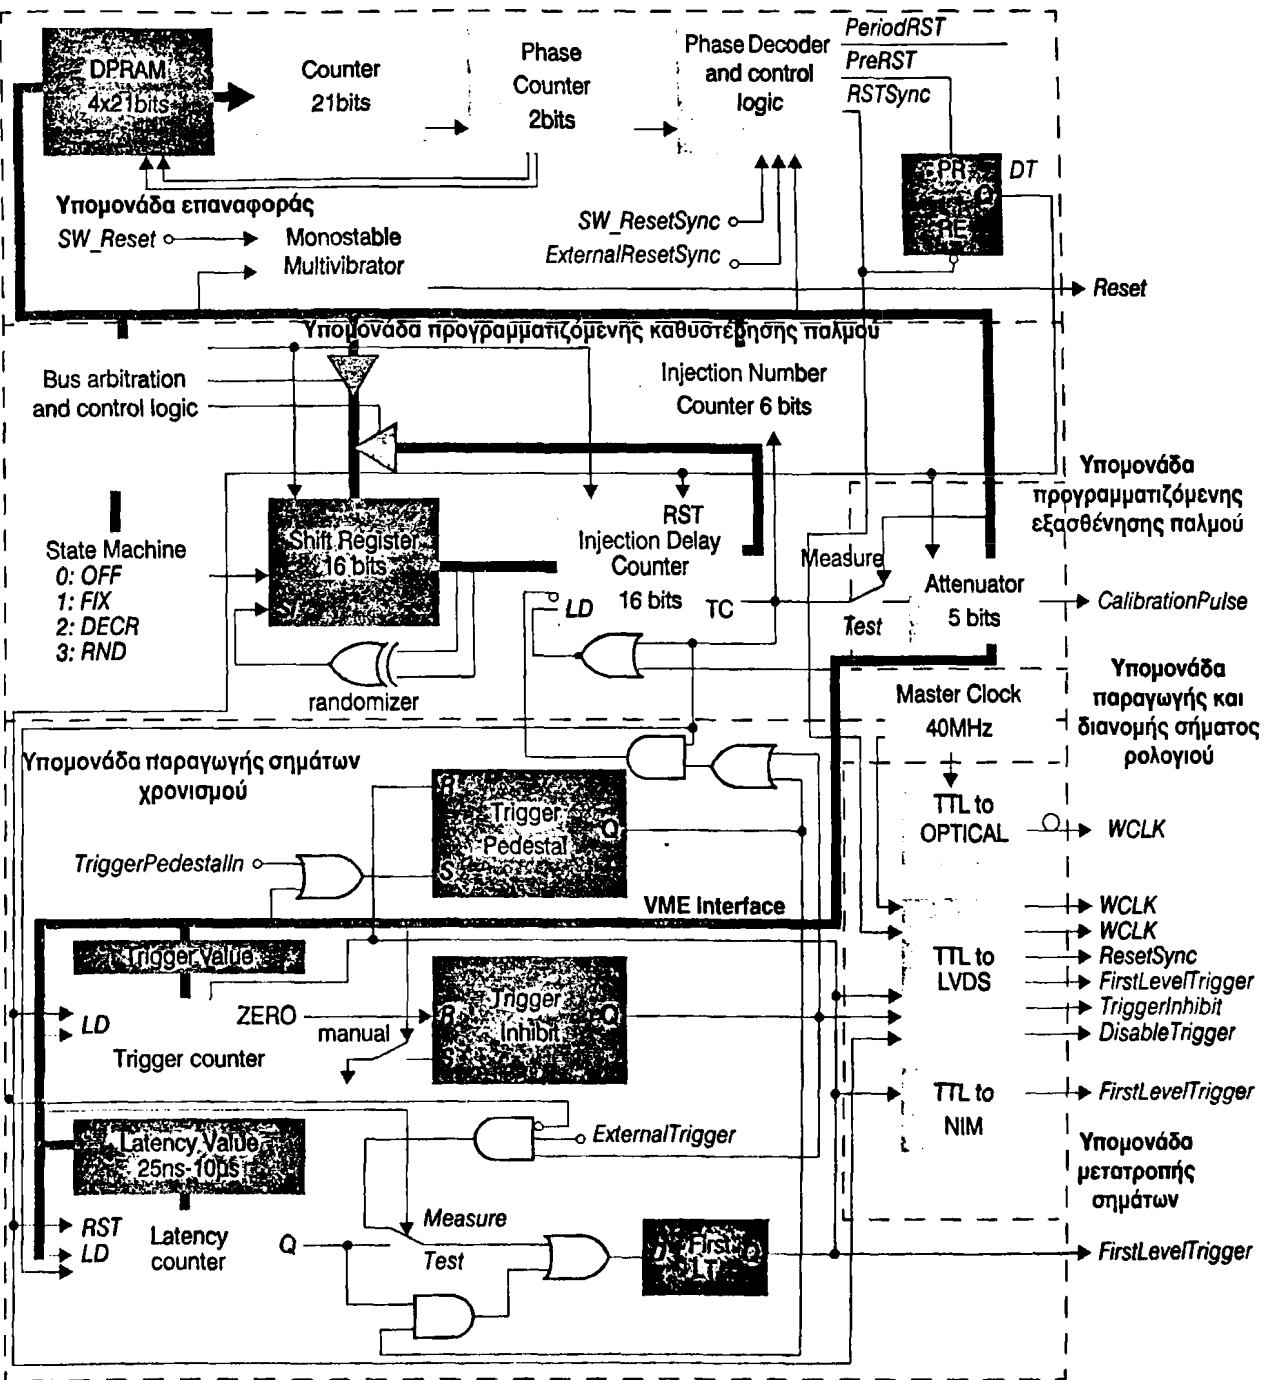 DPRAM
4x21bits
Counter
21bits
Phase
Counter
2bits
Phase Decoder
and control
logic
PeriodRST
PreRST
RSTSync
PR
DT
Q
RE
Υπομονάδα επαναφοράς
SW_Reset
Monostable
Multivibrator
SW_ResetSync
ExternalResetSync
Reset
Υπομονάδα προγραμματιζόμενης καθυστέρησης παλμού
Bus arbitration
and control logic
Injection Number
Counter 6 bits
Υπομονάδα
προγραμματιζόμενης
εξασθένησης παλμού
State Machine
0: OFF
1: FIX
2: DECR
3: RND
Shift Register
16 bits
SI
RST
Injection Delay
Counter
16 bits
LD
TC
Measure
Test
Attenuator
5 bits
CalibrationPulse
randomizer
Master Clock
40MHz
Υπομονάδα
παραγωγής και
διανομής σήματος
ρολογιού
Υπομονάδα παραγωγής σημάτων
χρονισμού
R
Trigger
Pedestal
Q
S
TriggerPedestalIn
TTL to
OPTICAL
WCLK
VME Interface
Trigger Value
LD
ZERO
Trigger counter
manual
R
Trigger
Inhibit
Q
S
TTL to
LVDS
WCLK
WCLK
ResetSync
FirstLevelTrigger
TriggerInhibit
DisableTrigger
TTL to
NIM
FirstLevelTrigger
Latency Value
25ns-10μs
ExternalTrigger
Υπομονάδα
μετατροπής
σημάτων
RST
LD
Latency
counter
Q
Measure
Test
D
First
LT
Q
FirstLevelTrigger